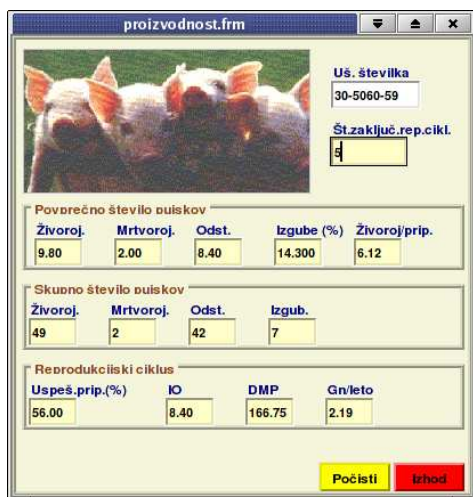 proizvodnost.frm
Uš. številka
30-5060-59
Št.zaključ.rep.cikl.
5
Povprečno število pujskov
Živoroj. Mrtvoroj. Odst. Izgube (%) Živoroj/prip.
9.80 2.00 8.40 14.300 6.12
Skupno število pujskov
Živoroj. Mrtvoroj. Odst. Izgub.
49 2 42 7
Reprodukcijski ciklus
Uspeš.prip.(%) IO DMP Gn/leto
56.00 8.40 166.75 2.19
Počisti Izhod